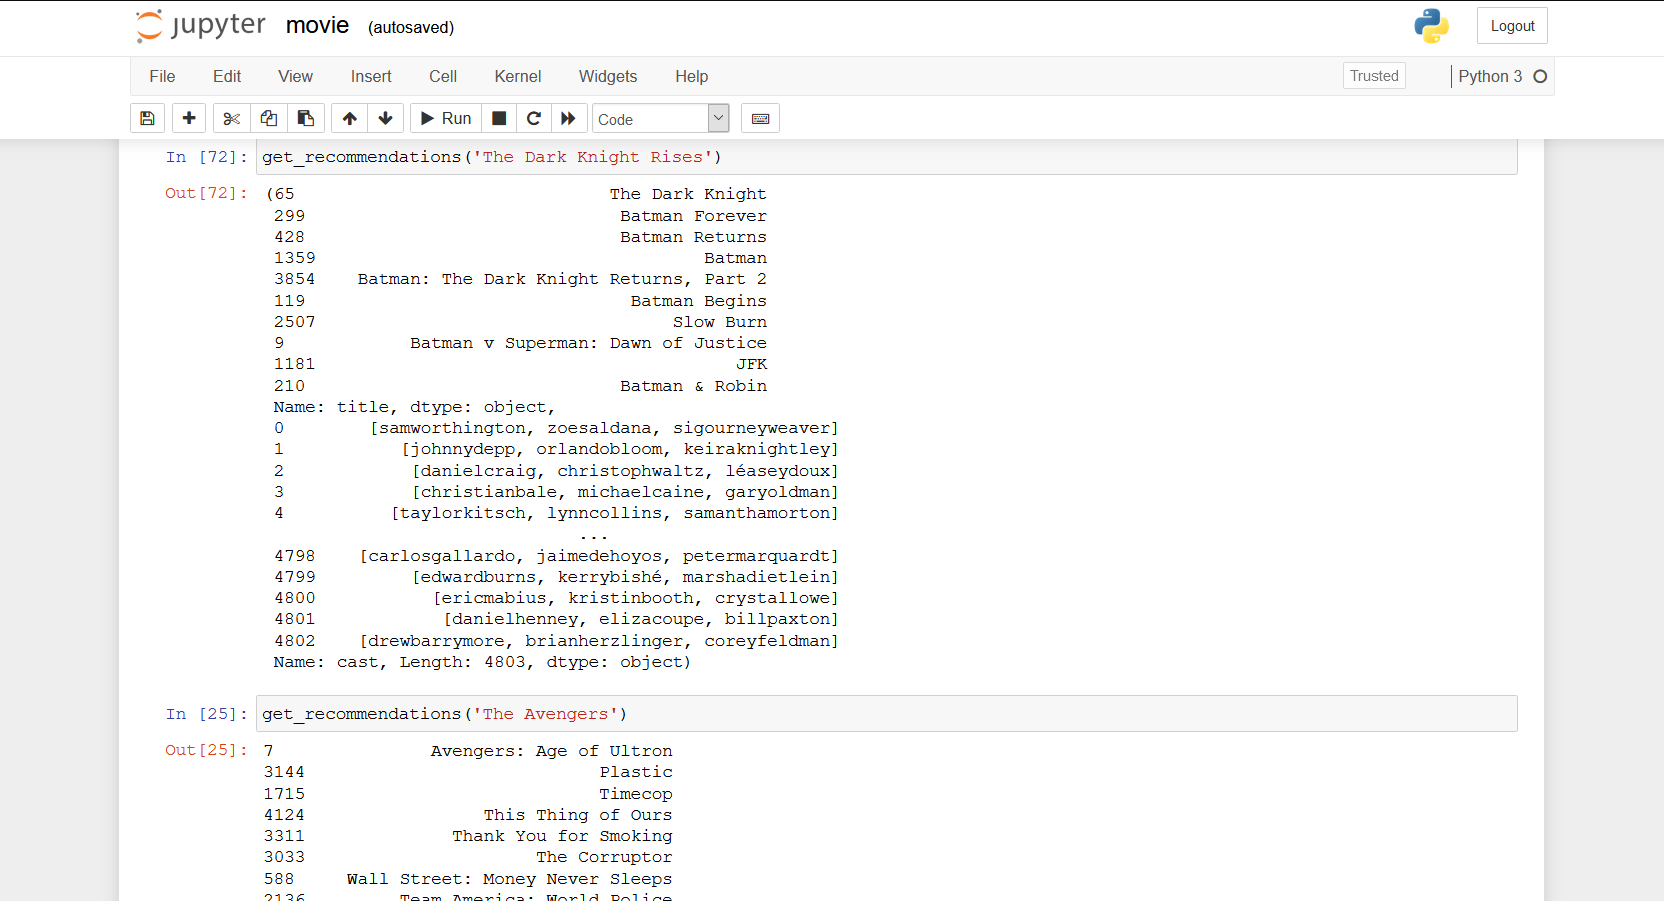 jupyter movie (autosaved) Logout
File Edit View Insert Cell Kernel Widgets Help Trusted Python 3
Run Code
In [72]: get_recommendations('The Dark Knight Rises')
Out[72]: (65 The Dark Knight
299 Batman Forever
428 Batman Returns
1359 Batman
3854 Batman: The Dark Knight Returns, Part 2
119 Batman Begins
2507 Slow Burn
9 Batman v Superman: Dawn of Justice
1181 JFK
210 Batman & Robin
Name: title, dtype: object,
0 [samworthington, zoesaldana, sigourneyweaver]
1 [johnnydepp, orlandobloom, keiraknightley]
2 [danielcraig, christophwaltz, léaseydoux]
3 [christianbale, michaelcaine, garyoldman]
4 [taylorkitsch, lynncollins, samanthamorton]
...
4798 [carlosgallardo, jaimedehoyos, petermarquardt]
4799 [edwardburns, kerrybishé, marshadietlein]
4800 [ericmabius, kristinbooth, crystallowe]
4801 [danielhenney, elizacoupe, billpaxton]
4802 [drewbarrymore, brianherzlinger, coreyfeldman]
Name: cast, Length: 4803, dtype: object)
In [25]: get_recommendations('The Avengers')
Out[25]: 7 Avengers: Age of Ultron
3144 Plastic
1715 Timecop
4124 This Thing of Ours
3311 Thank You for Smoking
3033 The Corruptor
588 Wall Street: Money Never Sleeps
2136 Team America: World Police